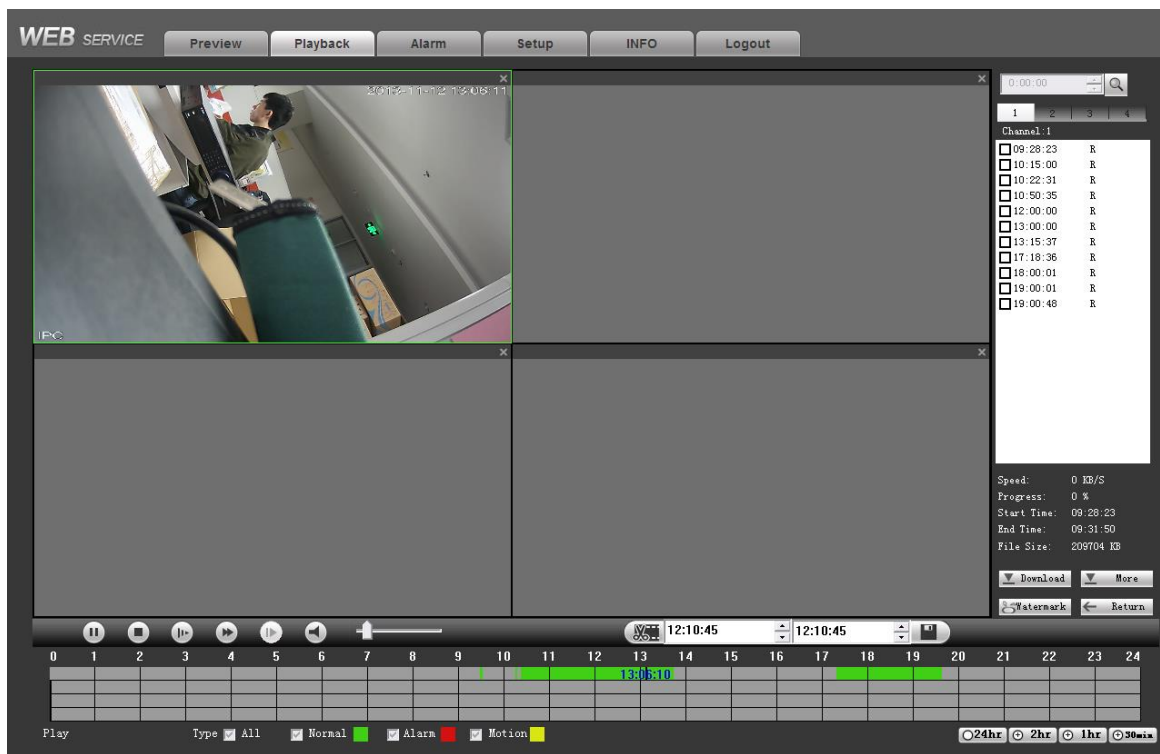 WEB SERVICE
Preview
Playback
Alarm
Setup
INFO
Logout
2013-11-12 13:06:11
IPC
0:00:00
1 2 3 4
Channel:1
09:28:23 R
10:15:00 R
10:22:31 R
10:50:35 R
12:00:00 R
13:00:00 R
13:15:37 R
17:18:36 R
18:00:01 R
19:00:01 R
19:00:48 R
Speed: 0 KB/S
Progress: 0 %
Start Time: 09:28:23
End Time: 09:31:50
File Size: 209704 KB
Download
More
Watermark
Return
12:10:45
12:10:45
0 1 2 3 4 5 6 7 8 9 10 11 12 13 14 15 16 17 18 19 20 21 22 23 24
13:06:10
Play
Type All Normal Alarm Motion
24hr 2hr 1hr 30min